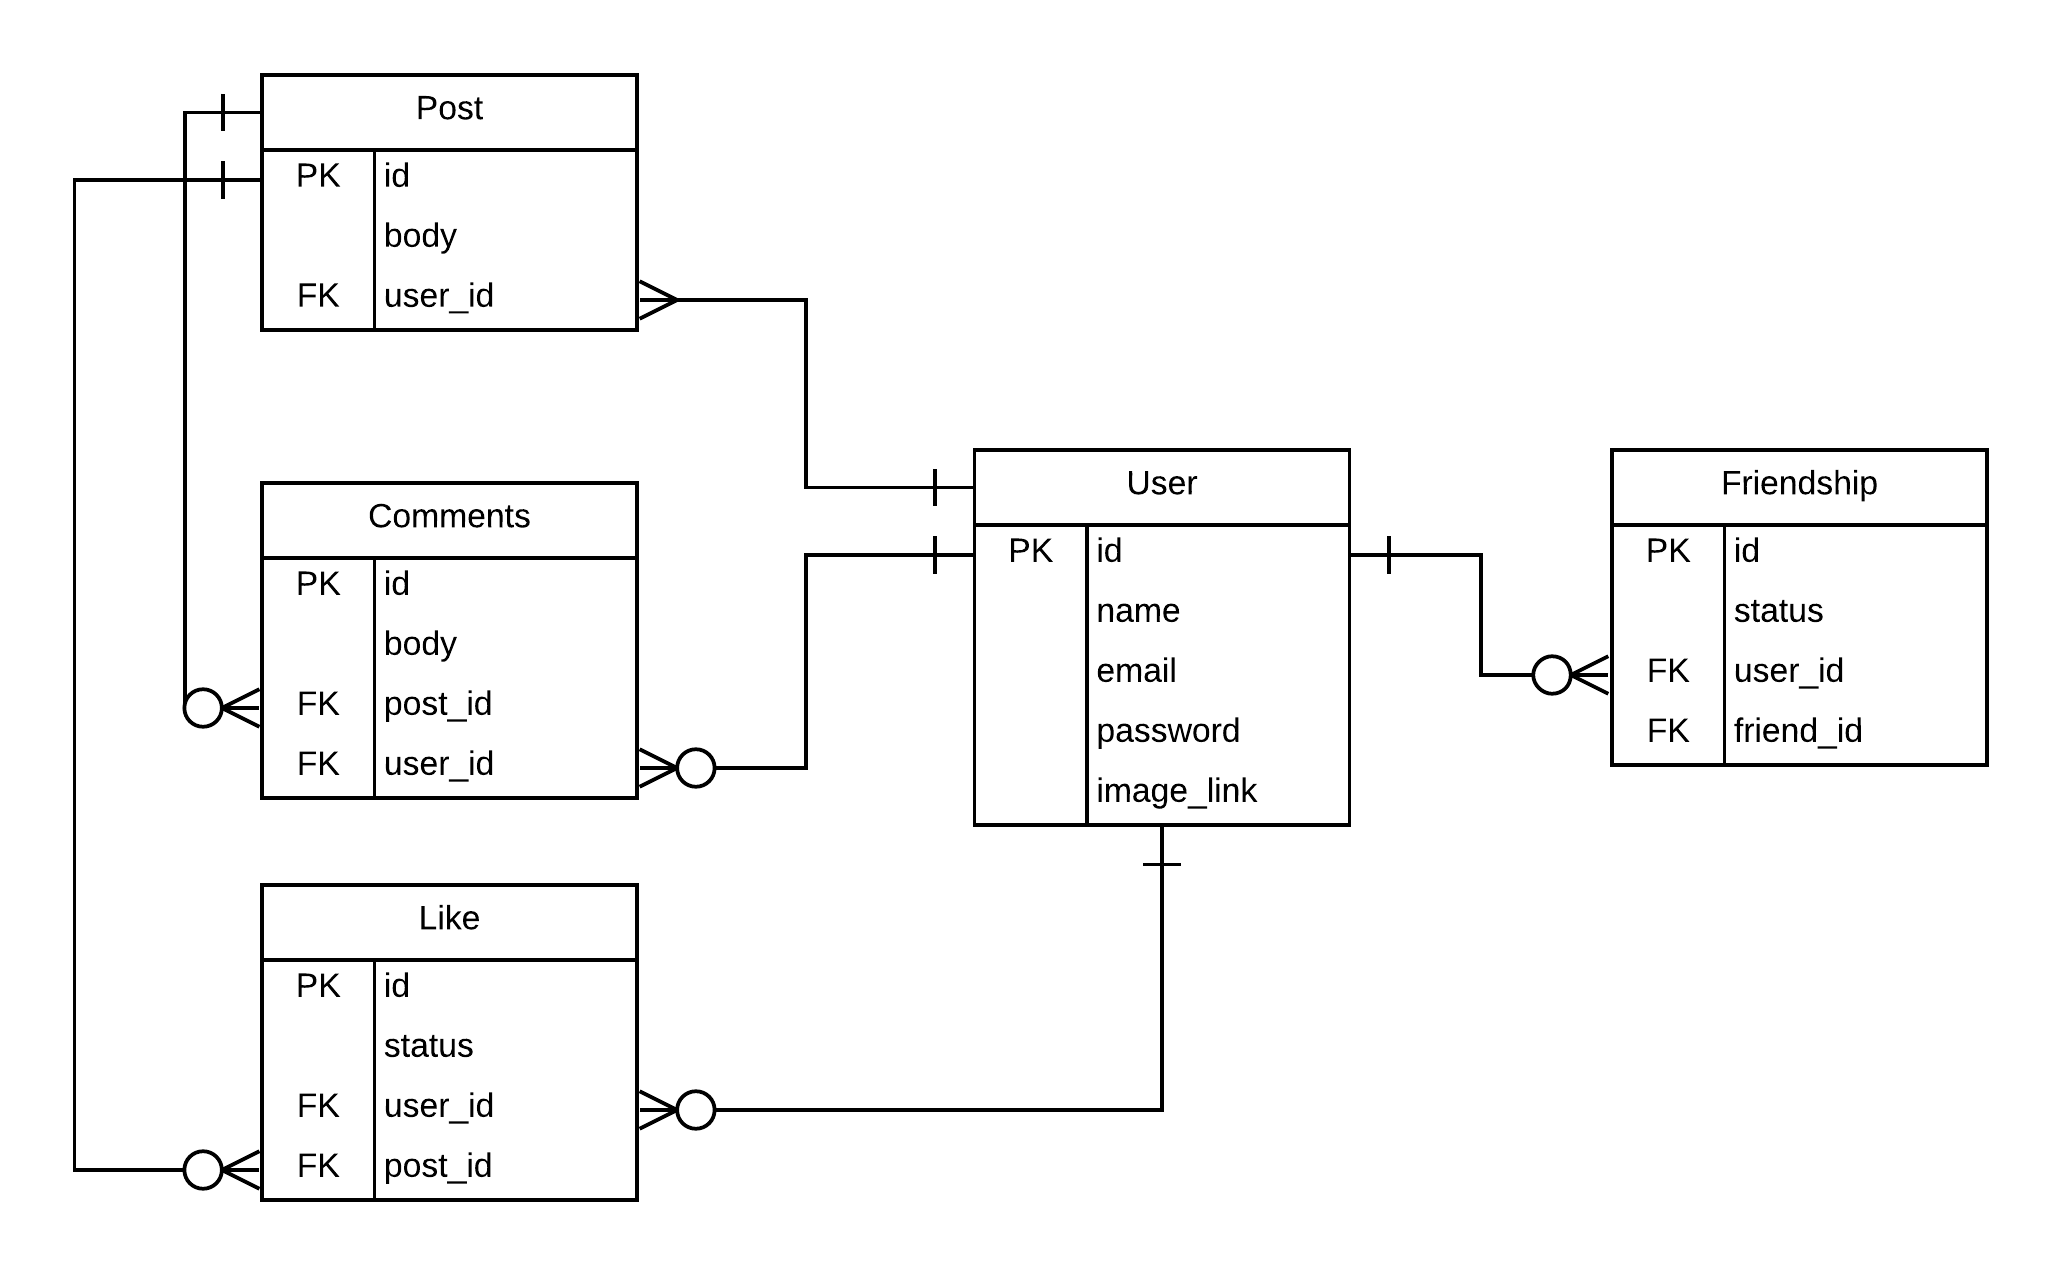 Post
PK id
body
FK user_id
Comments
PK id
body
FK post_id
FK user_id
Like
PK id
status
FK user_id
FK post_id
User
PK id
name
email
password
image_link
Friendship
PK id
status
FK user_id
FK friend_id